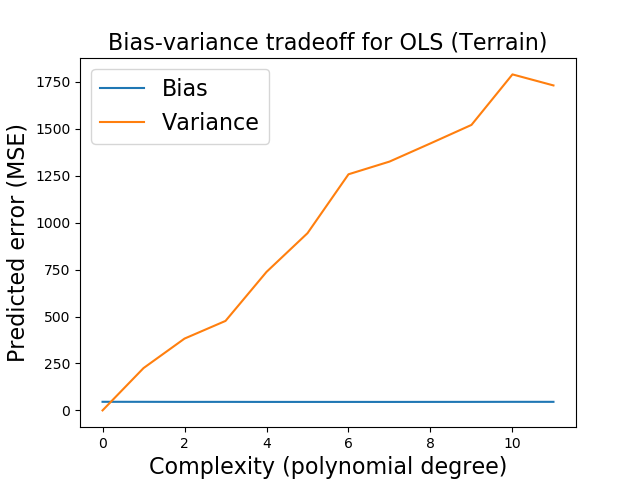 Bias-variance tradeoff for OLS (Terrain)
Bias
Variance
Predicted error (MSE)
1750
1500
1250
1000
750
500
250
0
0 2 4 6 8 10
Complexity (polynomial degree)